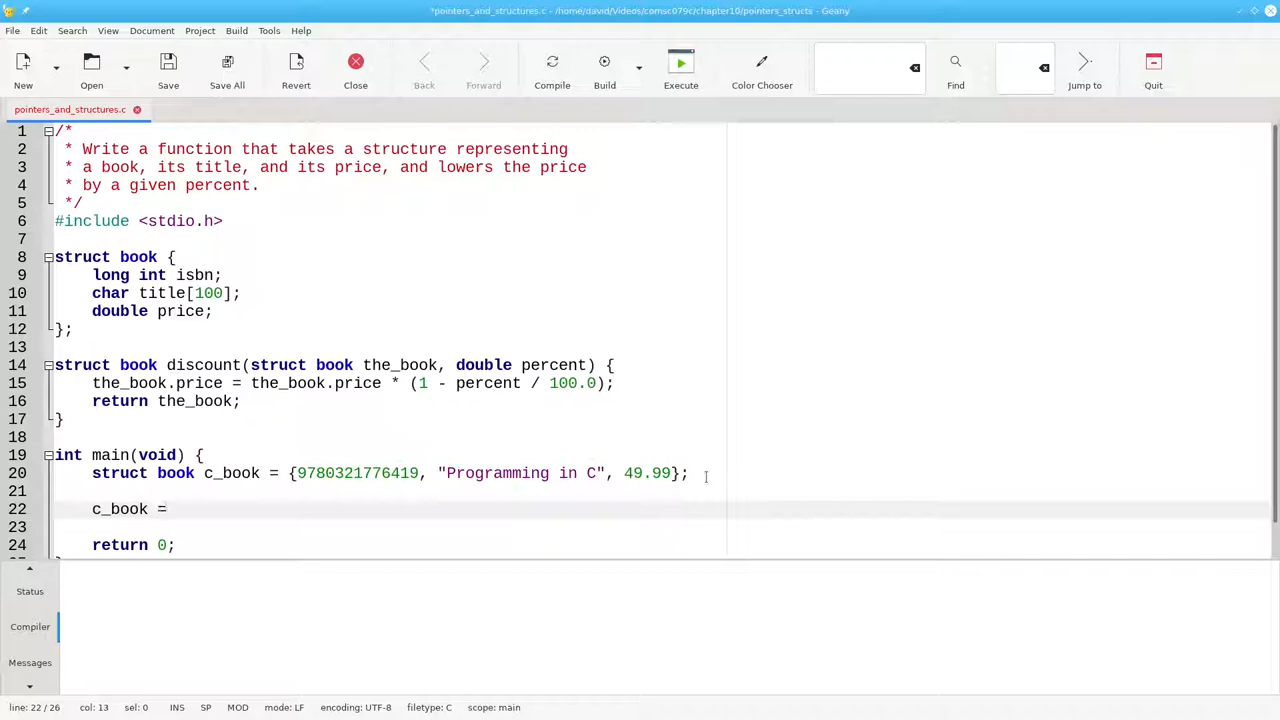 *pointers_and_structures.c - /home/david/Videos/comsc079c/chapter10/pointers_structs - Geany
File Edit Search View Document Project Build Tools Help
New Open Save Save All Revert Close Back Forward Compile Build Execute Color Chooser Find Jump to Quit
pointers_and_structures.c
1 /*
2  * Write a function that takes a structure representing
3  * a book, its title, and its price, and lowers the price
4  * by a given percent.
5  */
6 #include <stdio.h>
7
8 struct book {
9     long int isbn;
10     char title[100];
11     double price;
12 };
13
14 struct book discount(struct book the_book, double percent) {
15     the_book.price = the_book.price * (1 - percent / 100.0);
16     return the_book;
17 }
18
19 int main(void) {
20     struct book c_book = {9780321776419, "Programming in C", 49.99};
21
22     c_book =
23
24     return 0;
Status
Compiler
Messages
line: 22 / 26 col: 13 sel: 0 INS SP MOD mode: LF encoding: UTF-8 filetype: C scope: main